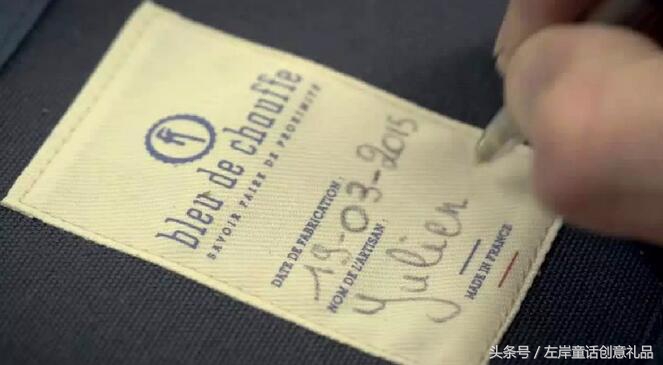 bleu de chauffe
SAVOIR FAIRE DE PROXIMITÉ
DATE DE FABRICATION :
19-03-2015
NOM DE L'ARTISAN :
Yulien
MADE IN FRANCE
头条号 / 左岸童话创意礼品